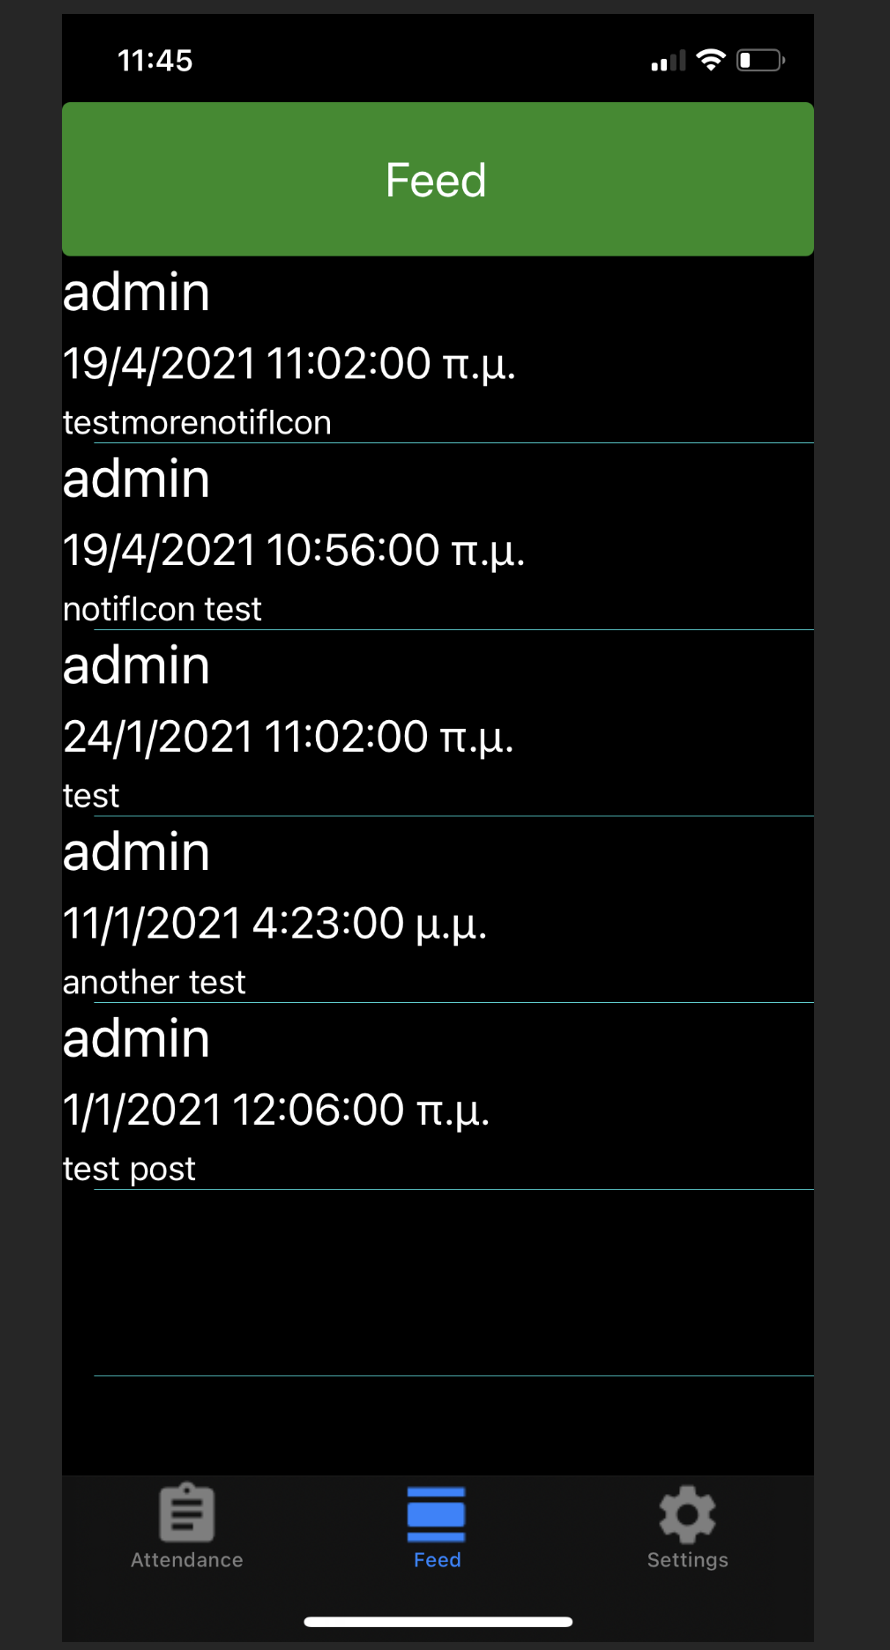 11:45
Feed
admin
19/4/2021 11:02:00 π.μ.
testmorenotifIcon
admin
19/4/2021 10:56:00 π.μ.
notifIcon test
admin
24/1/2021 11:02:00 π.μ.
test
admin
11/1/2021 4:23:00 μ.μ.
another test
admin
1/1/2021 12:06:00 π.μ.
test post
Attendance
Feed
Settings